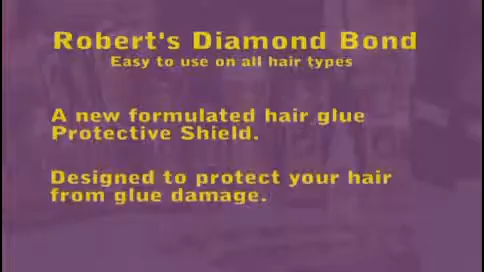 Robert's Diamond Bond
Easy to use on all hair types
A new formulated hair glue
Protective Shield.
Designed to protect your hair
from glue damage.